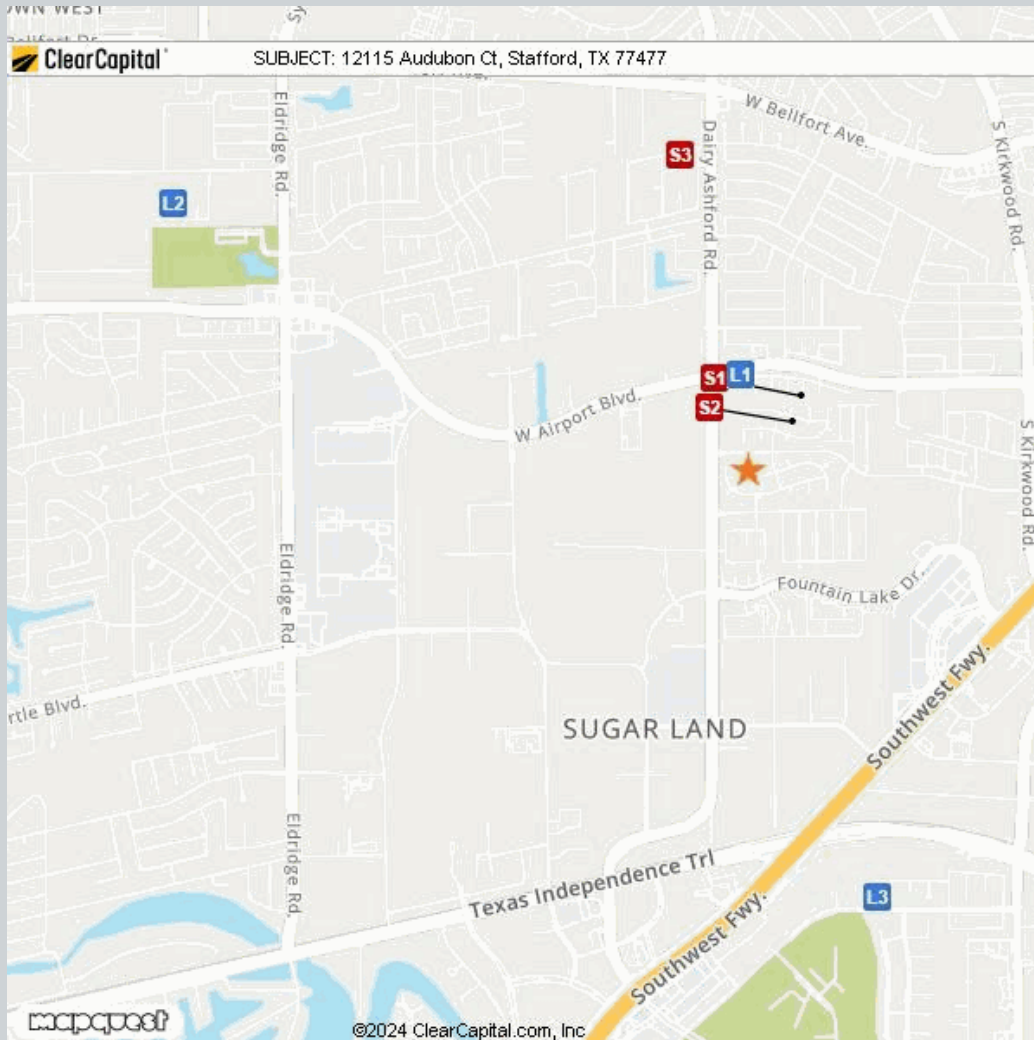 ClearCapital
SUBJECT: 12115 Audubon Ct, Stafford, TX 77477
Eldridge Rd.
W Bellfort Ave.
S Kirkwood Rd.
Dairy Ashford Rd.
S3
L2
S1
L1
S2
W Airport Blvd.
S Kirkwood Rd.
Eldridge Rd.
Fountain Lake Dr.
Southwest Fwy.
SUGAR LAND
Eldridge Rd.
Texas Independence Trl
L3
Southwest Fwy.
mapquest
©2024 ClearCapital.com, Inc